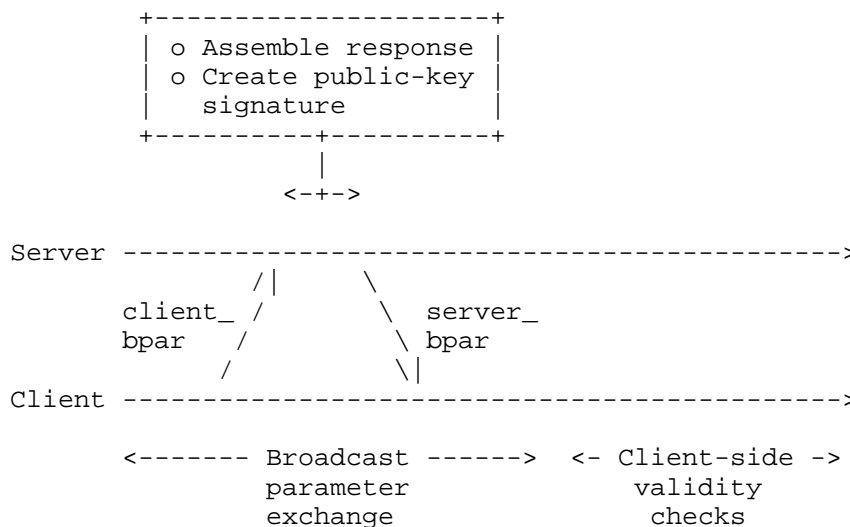 o Assemble response
o Create public-key
signature
Server
client_ server_
bpar bpar
Client
<------- Broadcast ------> <- Client-side ->
parameter validity
exchange checks